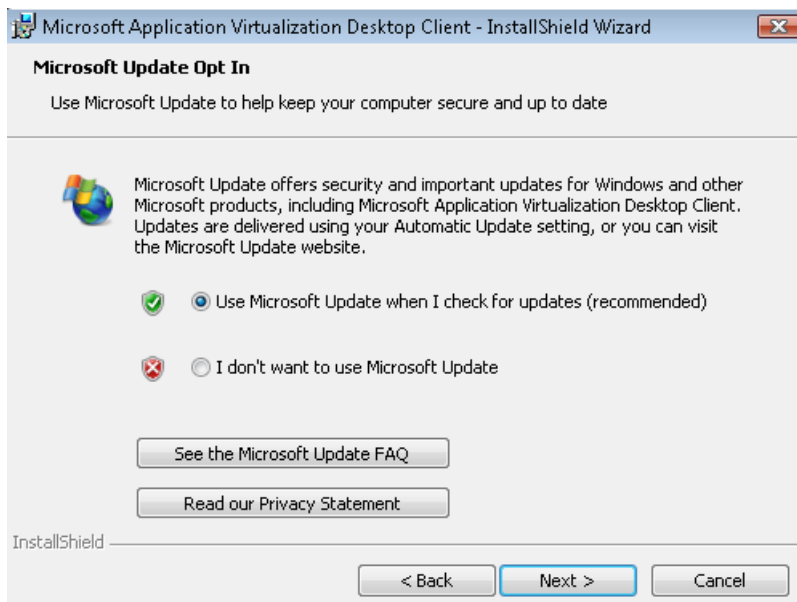 Microsoft Application Virtualization Desktop Client - InstallShield Wizard
Microsoft Update Opt In
Use Microsoft Update to help keep your computer secure and up to date
Microsoft Update offers security and important updates for Windows and other
Microsoft products, including Microsoft Application Virtualization Desktop Client.
Updates are delivered using your Automatic Update setting, or you can visit
the Microsoft Update website.
Use Microsoft Update when I check for updates (recommended)
I don't want to use Microsoft Update
See the Microsoft Update FAQ
Read our Privacy Statement
InstallShield
< Back Next > Cancel